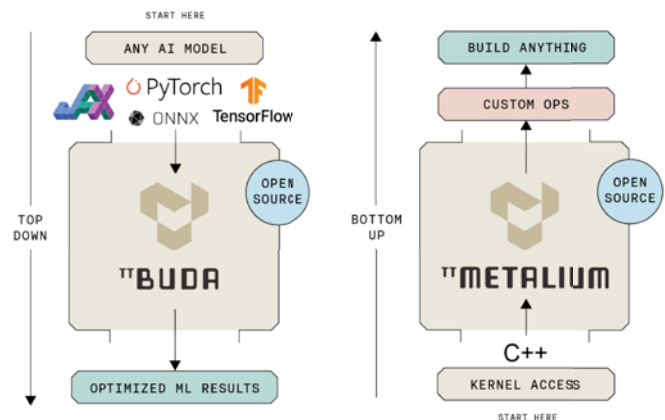 START HERE
ANY AI MODEL
JAX
PyTorch
ONNX
TensorFlow
OPEN
SOURCE
TOP
DOWN
TT BUDA
OPTIMIZED ML RESULTS
BUILD ANYTHING
CUSTOM OPS
OPEN
SOURCE
BOTTOM
UP
TT METALIUM
C++
KERNEL ACCESS
START HERE